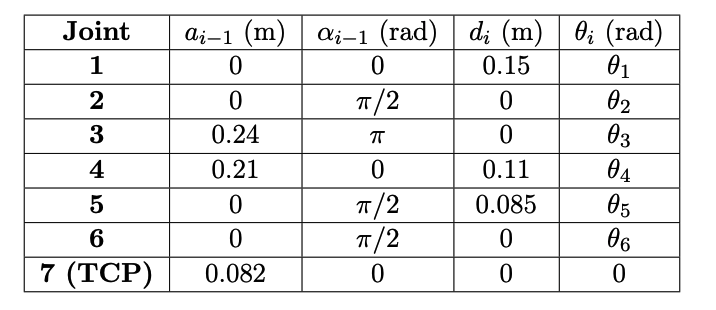 Joint a_{i−1} (m) α_{i−1} (rad) d_i (m) θ_i (rad)
1 0 0 0.15 θ_1
2 0 π/2 0 θ_2
3 0.24 π 0 θ_3
4 0.21 0 0.11 θ_4
5 0 π/2 0.085 θ_5
6 0 π/2 0 θ_6
7 (TCP) 0.082 0 0 0